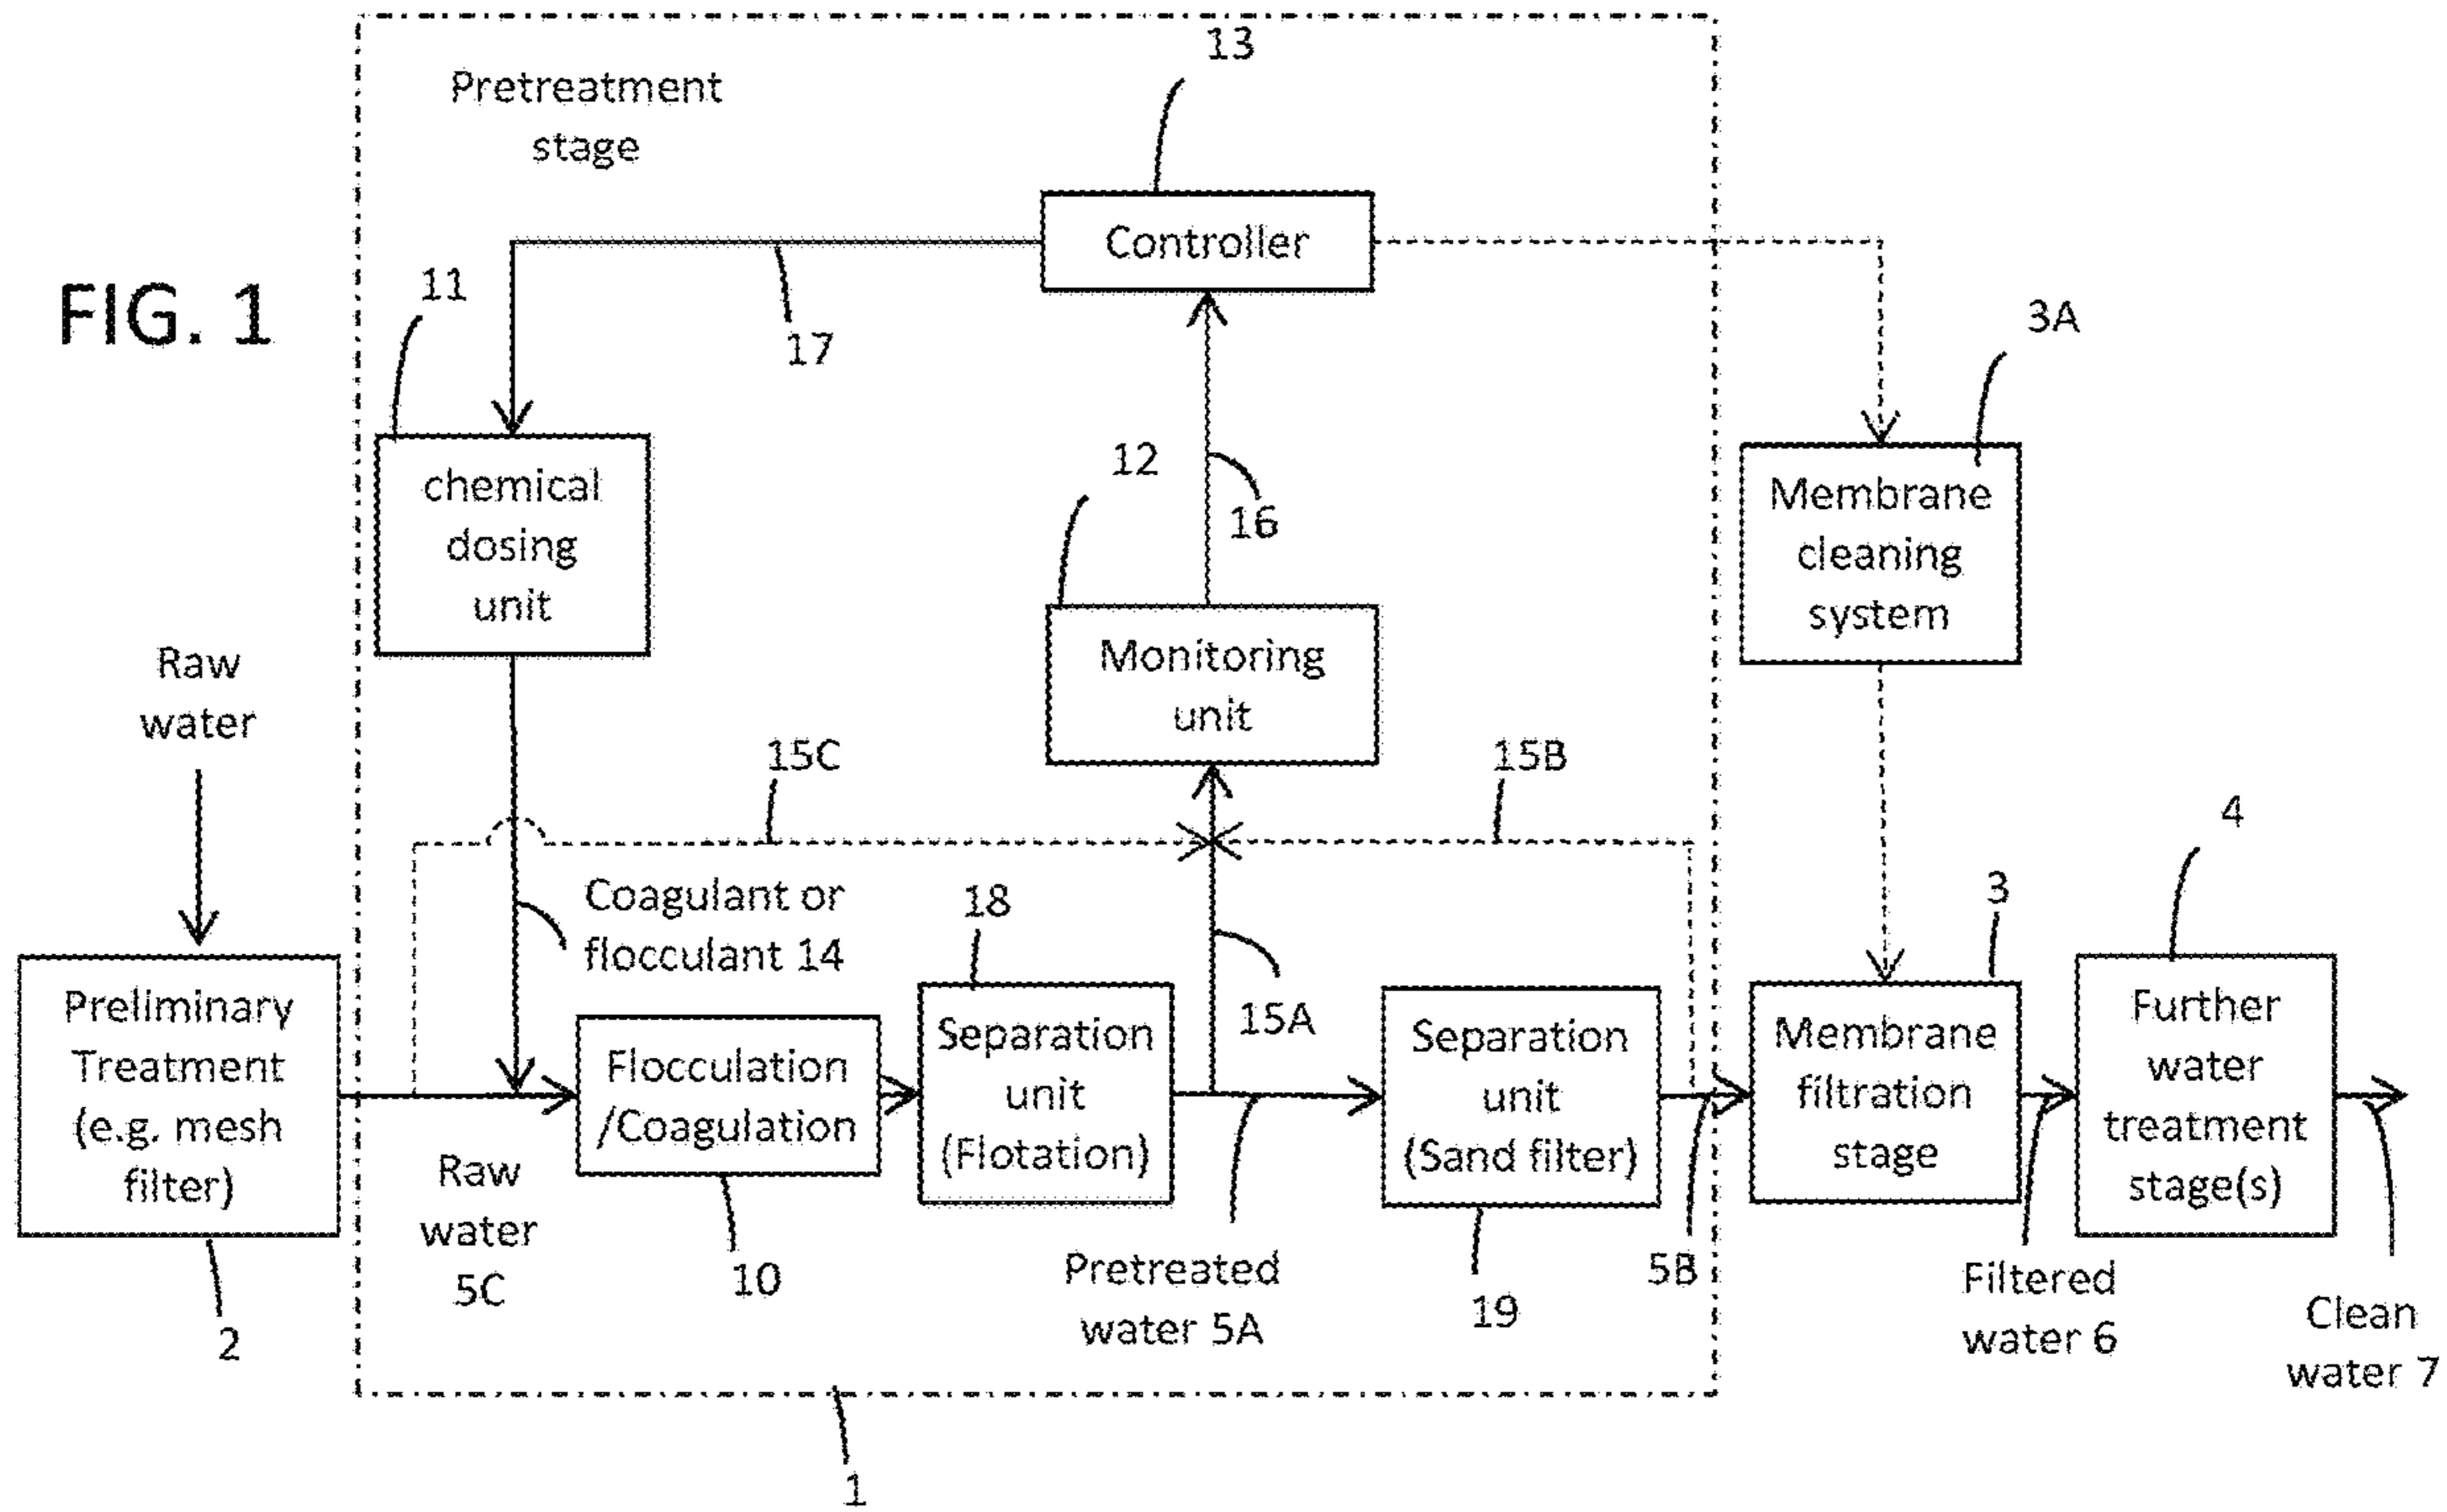 FIG. 1
Pretreatment
stage
13
Controller
11
17
3A
chemical
dosing
unit
12
16
Membrane
cleaning
system
Monitoring
unit
Raw
water
15C
15B
4
Coagulant or
flocculant 14
18
15A
3
Preliminary
Treatment
(e.g. mesh
filter)
Flocculation
/Coagulation
Separation
unit
(Flotation)
Separation
unit
(Sand filter)
Membrane
filtration
stage
Further
water
treatment
stage(s)
Raw
water
5C
10
Pretreated
water 5A
19
5B
Filtered
water 6
Clean
water 7
2
1